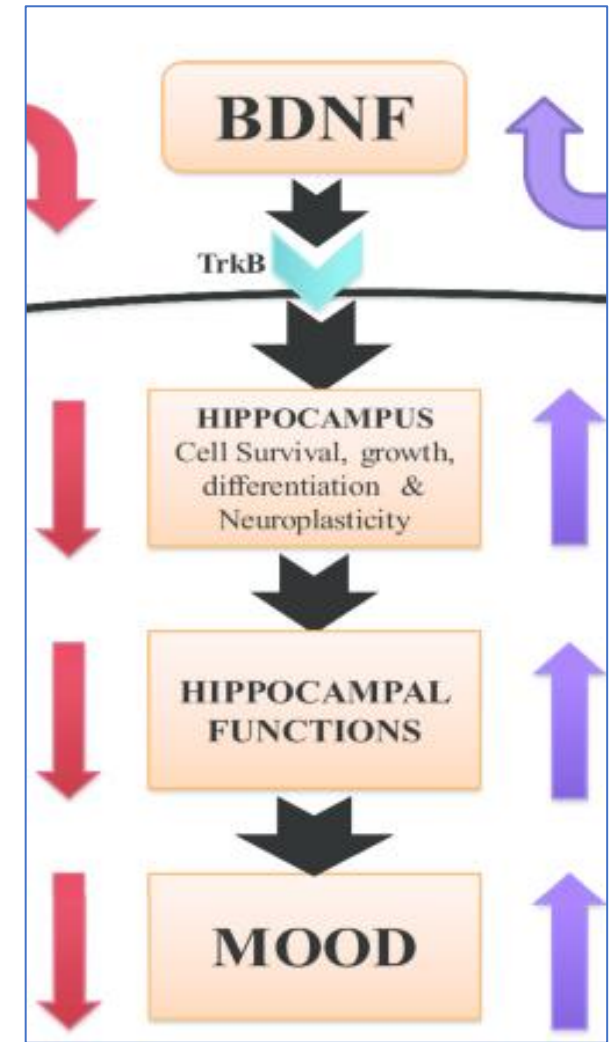 BDNF
TrkB
HIPPOCAMPUS
Cell Survival, growth,
differentiation &
Neuroplasticity
HIPPOCAMPAL
FUNCTIONS
MOOD